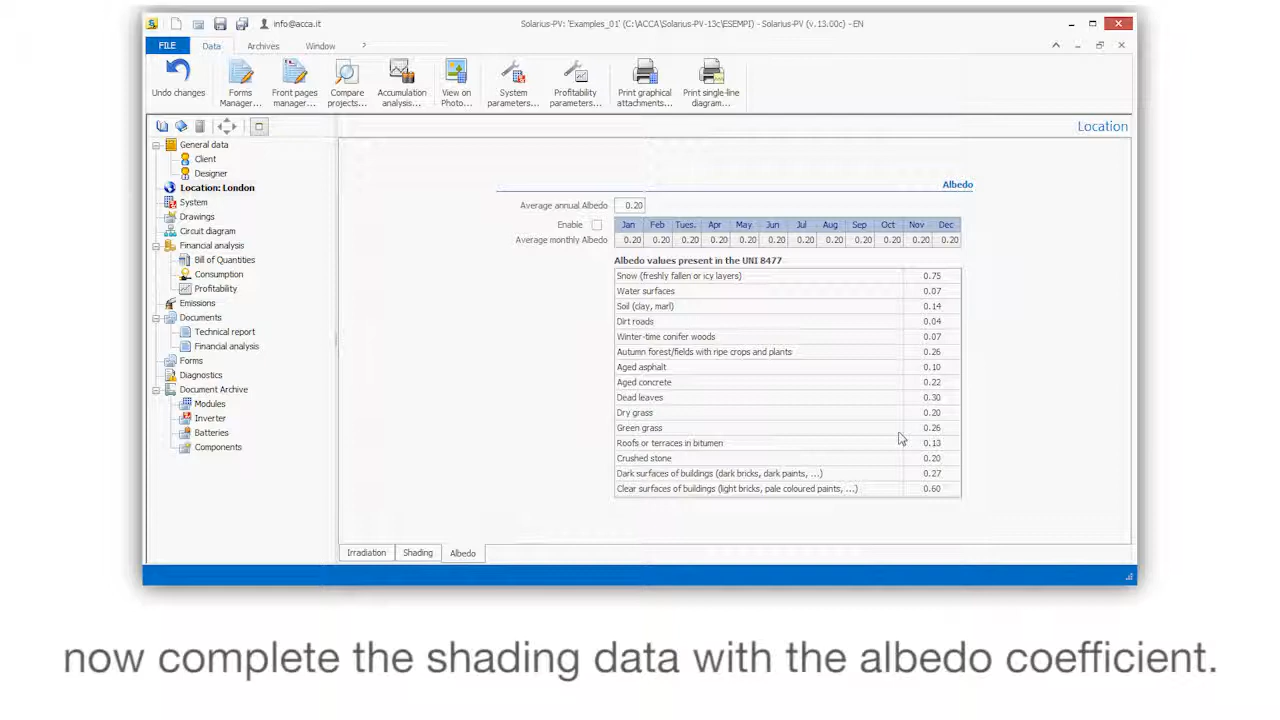 info@acca.it
Solarius-PV: 'Examples_01' (C:\ACCA\Solarius-PV-13c\ESEMPI) - Solarius-PV (v.13.00c) - EN
FILE Data Archives Window
Undo changes
Forms Manager...
Front pages manager...
Compare projects...
Accumulation analysis...
View on Photo...
System parameters...
Profitability parameters...
Print graphical attachments...
Print single-line diagram...
Location
General data
Client
Designer
Location: London
System
Drawings
Circuit diagram
Financial analysis
Bill of Quantities
Consumption
Profitability
Emissions
Documents
Technical report
Financial analysis
Forms
Diagnostics
Document Archive
Modules
Inverter
Batteries
Components
Albedo
Average annual Albedo 0.20
Enable Jan Feb Tues. Apr May Jun Jul Aug Sep Oct Nov Dec
Average monthly Albedo 0.20 0.20 0.20 0.20 0.20 0.20 0.20 0.20 0.20 0.20 0.20 0.20
Albedo values present in the UNI 8477
Snow (freshly fallen or icy layers) 0.75
Water surfaces 0.07
Soil (clay, marl) 0.14
Dirt roads 0.04
Winter-time conifer woods 0.07
Autumn forest/fields with ripe crops and plants 0.26
Aged asphalt 0.10
Aged concrete 0.22
Dead leaves 0.30
Dry grass 0.20
Green grass 0.26
Roofs or terraces in bitumen 0.13
Crushed stone 0.20
Dark surfaces of buildings (dark bricks, dark paints, ...) 0.27
Clear surfaces of buildings (light bricks, pale coloured paints, ...) 0.60
Irradiation Shading Albedo
now complete the shading data with the albedo coefficient.